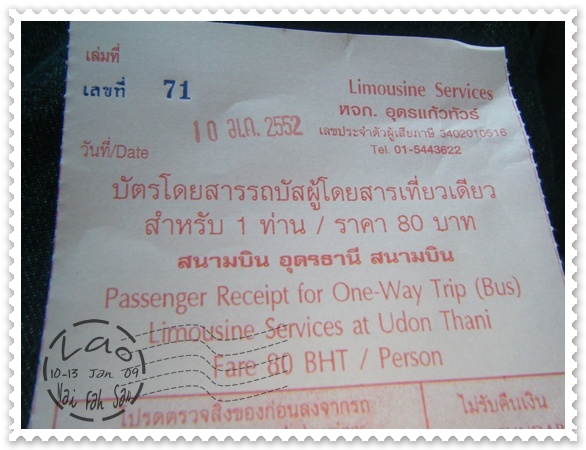 เล่มที่
เลขที่ 71
Limousine Services
หจก. อุดรแก้วทัวร์
เลขประจำตัวผู้เสียภาษี 3402010516
Tel. 01-5443622
10 ม.ค. 2552
วันที่/Date
บัตรโดยสารรถบัสผู้โดยสารเที่ยวเดียว
สำหรับ 1 ท่าน / ราคา 80 บาท
สนามบิน อุดรธานี สนามบิน
Passenger Receipt for One-Way Trip (Bus)
Limousine Services at Udon Thani
Fare 80 BHT / Person
Lao
10-13 Jan 09
โปรดตรวจสิ่งของก่อนลงจากรถ
ไม่รับคืนเงิน